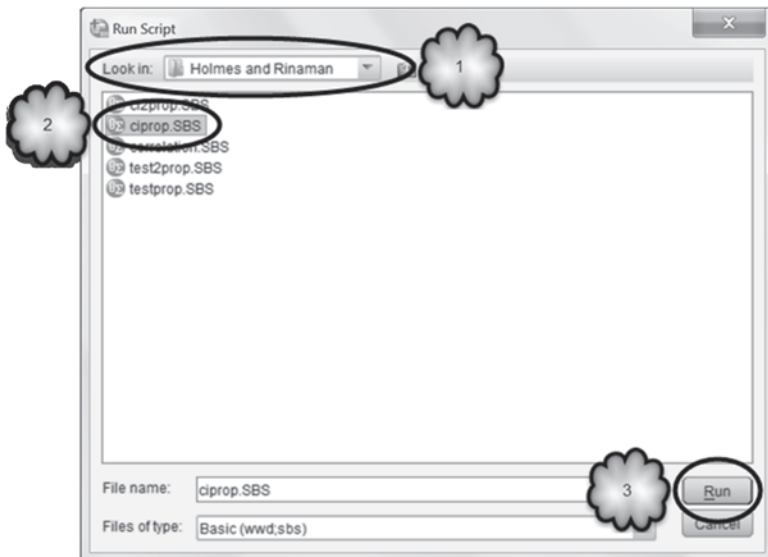 Run Script
Look in: Holmes and Rinaman
1
2
ci2prop.SBS
ciprop.SBS
correlation.SBS
test2prop.SBS
testprop.SBS
File name: ciprop.SBS
3
Run
Files of type: Basic (wwd;sbs)
Cancel